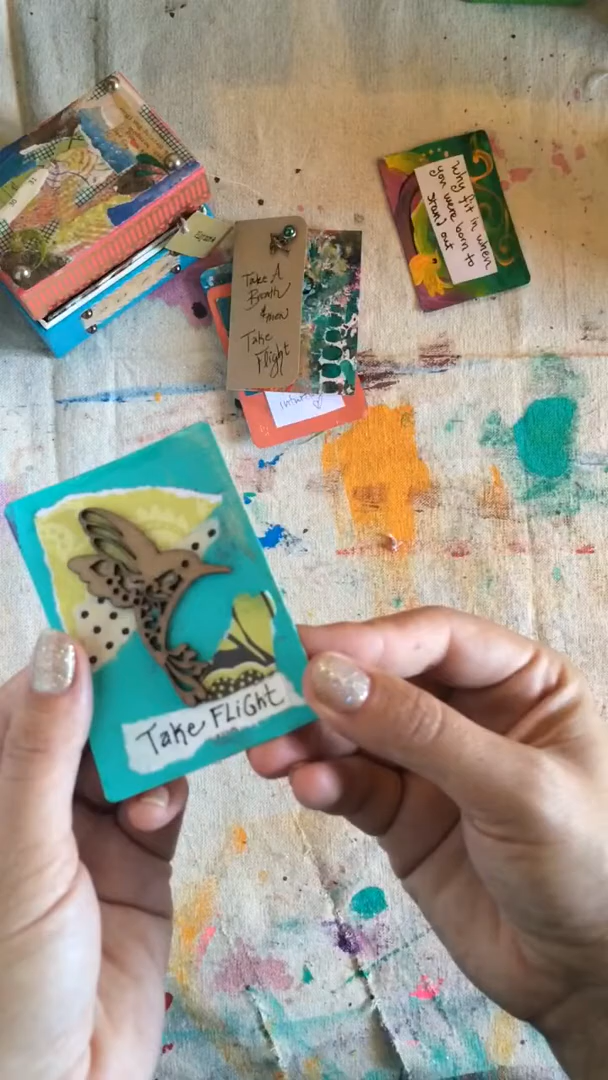 why fit in when
you were born to
stand out
Take A
Breath
& then
Take
Flight
Take FLiGht